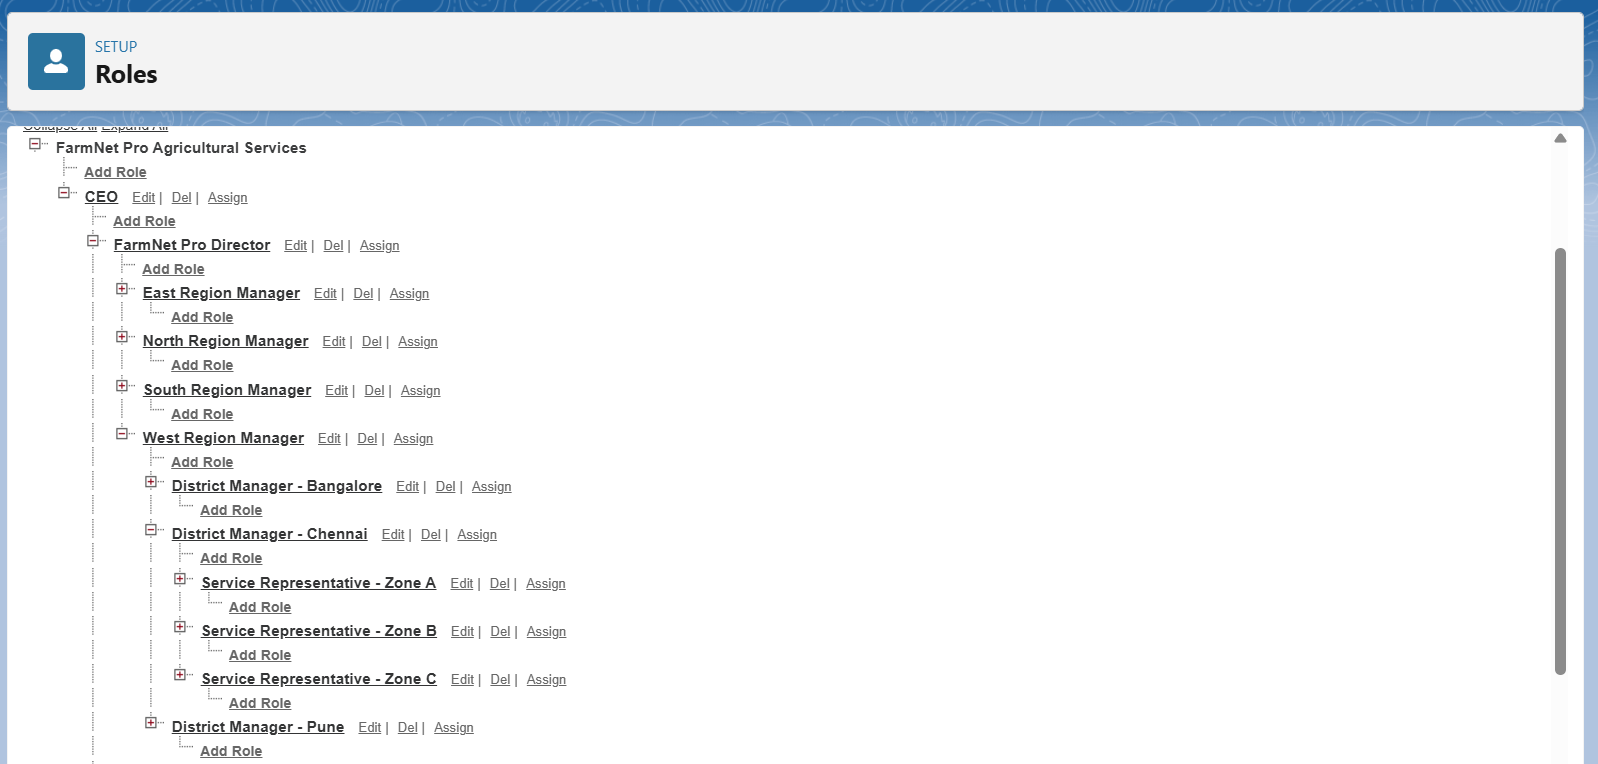 SETUP
Roles
Collapse All Expand All
FarmNet Pro Agricultural Services
Add Role
CEO Edit | Del | Assign
Add Role
FarmNet Pro Director Edit | Del | Assign
Add Role
East Region Manager Edit | Del | Assign
Add Role
North Region Manager Edit | Del | Assign
Add Role
South Region Manager Edit | Del | Assign
Add Role
West Region Manager Edit | Del | Assign
Add Role
District Manager - Bangalore Edit | Del | Assign
Add Role
District Manager - Chennai Edit | Del | Assign
Add Role
Service Representative - Zone A Edit | Del | Assign
Add Role
Service Representative - Zone B Edit | Del | Assign
Add Role
Service Representative - Zone C Edit | Del | Assign
Add Role
District Manager - Pune Edit | Del | Assign
Add Role